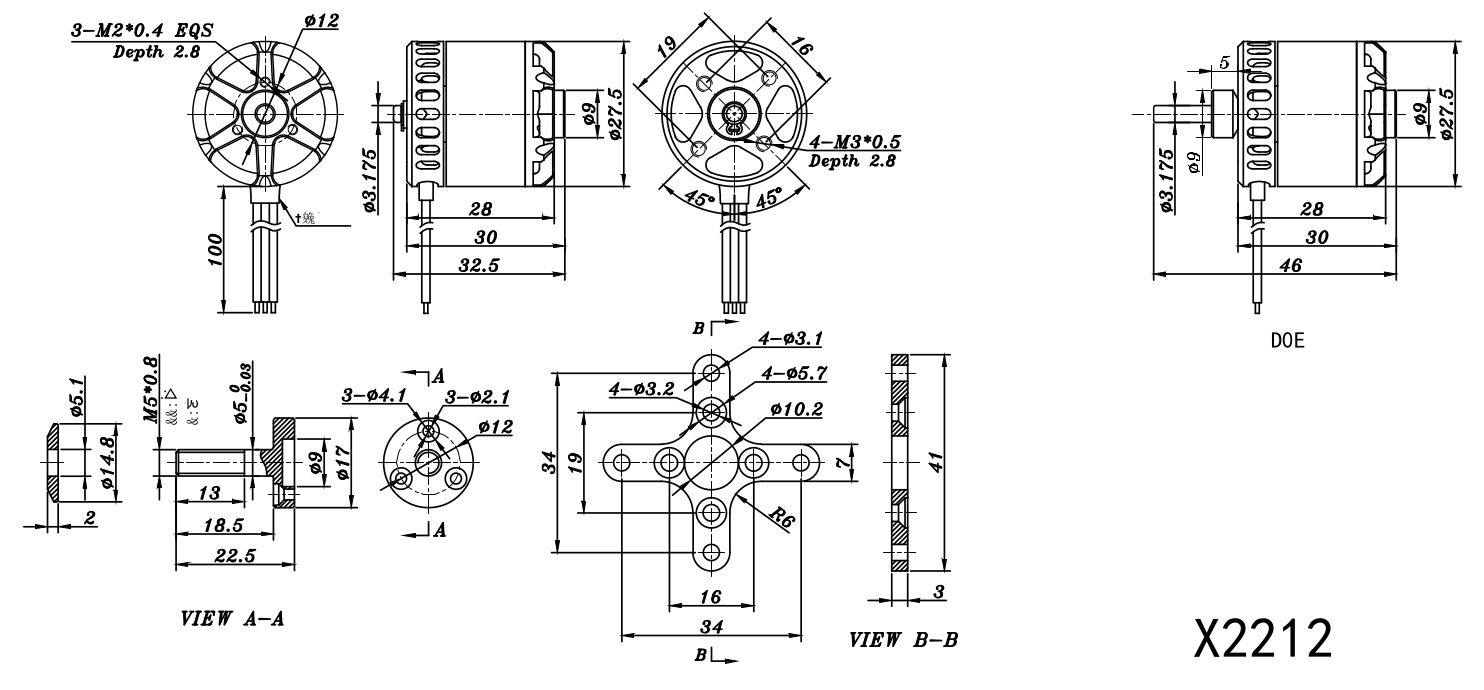 3-M2*0.4 EQS
Depth 2.8
ø12
100
ø3.175
28
30
32.5
ø9
ø27.5
19
16
4-M3*0.5
Depth 2.8
45°
45°
5
ø3.175
ø9
28
30
46
ø9
ø27.5
DOE
ø5.1
ø14.8
2
M5*0.8
ø5 0 -0.03
13
18.5
22.5
ø9
ø17
VIEW A-A
A
3-ø4.1
3-ø2.1
ø12
A
B
4-ø3.1
4-ø5.7
4-ø3.2
ø10.2
34
19
7
R6
16
34
B
41
3
VIEW B-B
X2212